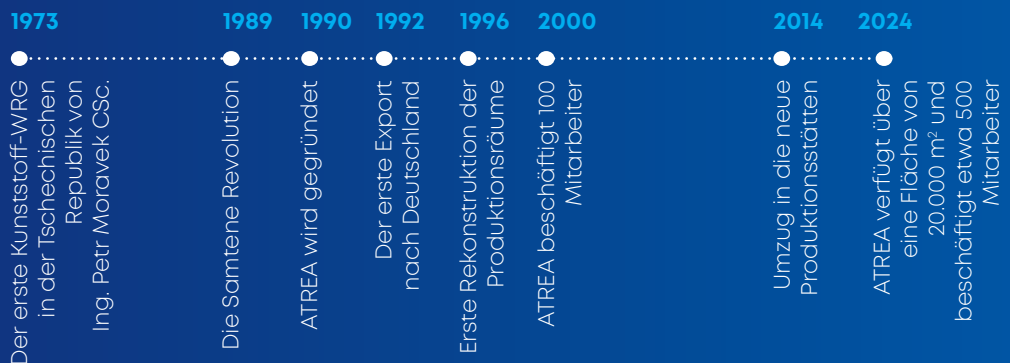 1973
Der erste Kunststoff-WRG
in der Tschechischen
Republik von
Ing. Petr Moravek CSc.
1989
Die Samtene Revolution
1990
ATREA wird gegründet
1992
Der erste Export
nach Deutschland
1996
Erste Rekonstruktion der
Produktionsräume
2000
ATREA beschäftigt 100
Mitarbeiter
2014
Umzug in die neue
Produktionsstätten
2024
ATREA verfügt über
eine Fläche von
20.000 m² und
beschäftigt etwa 500
Mitarbeiter